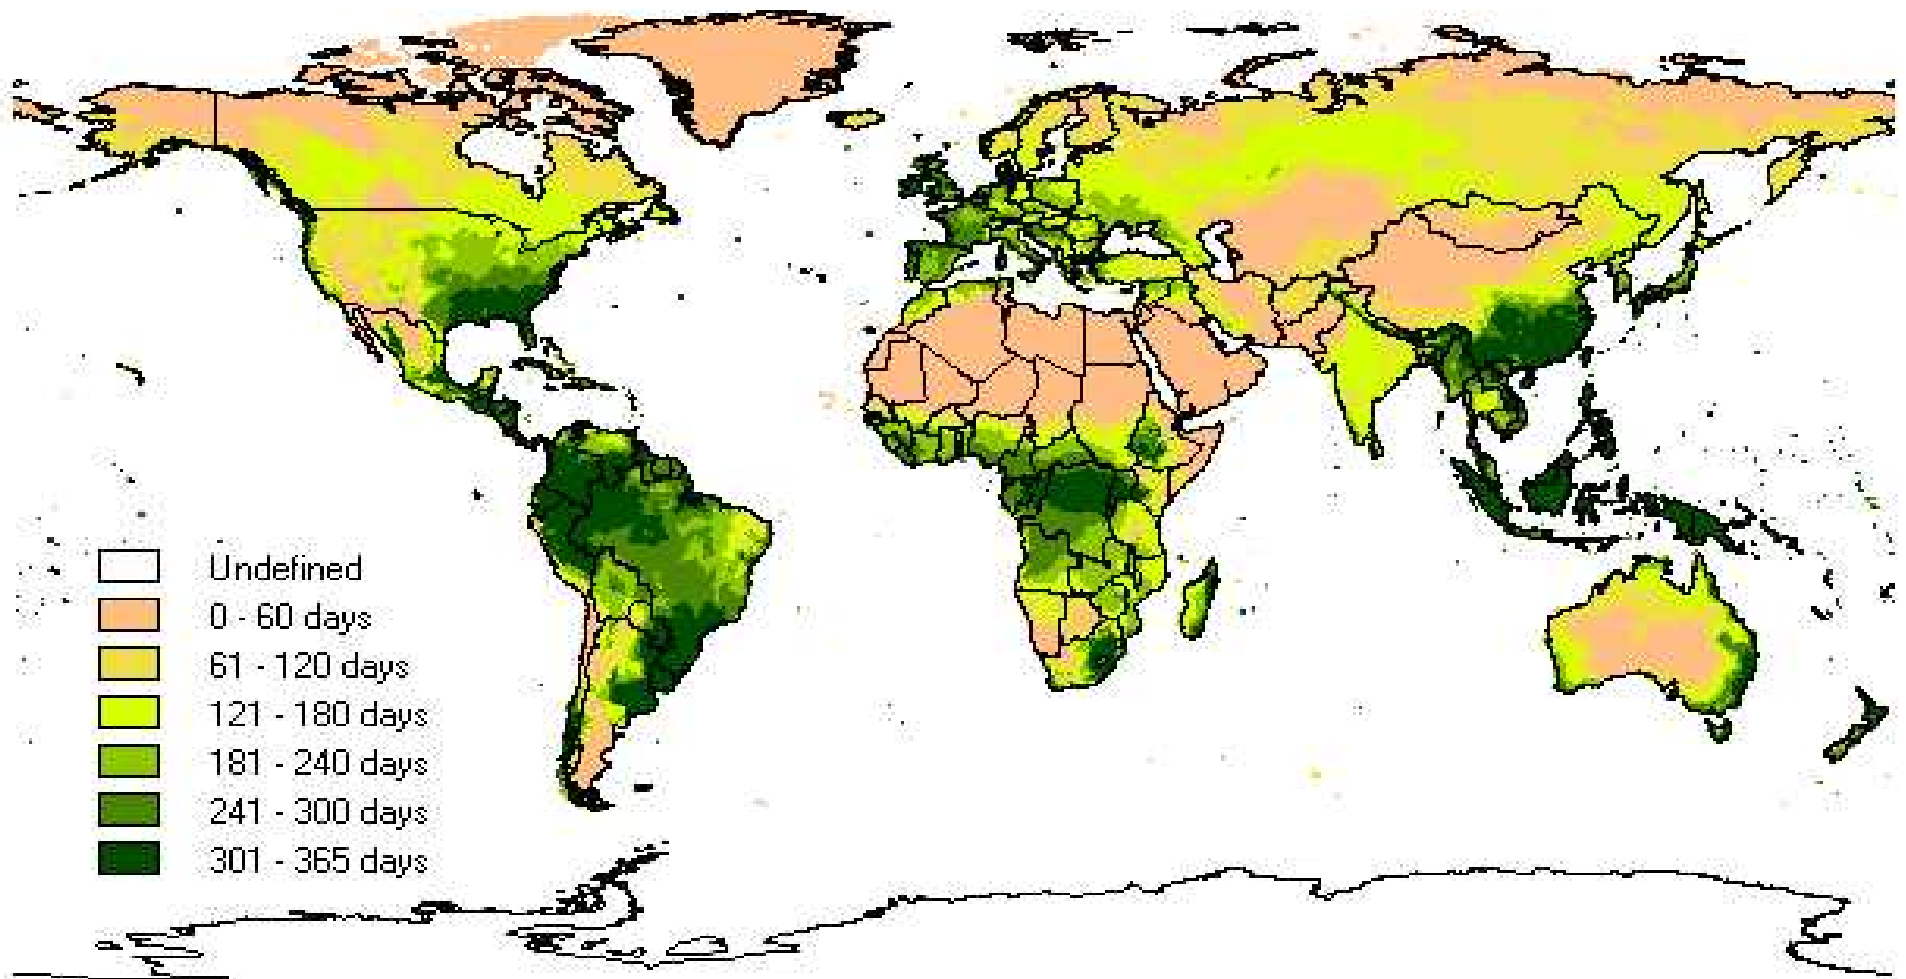 Undefined
0 - 60 days
61 - 120 days
121 - 180 days
181 - 240 days
241 - 300 days
301 - 365 days